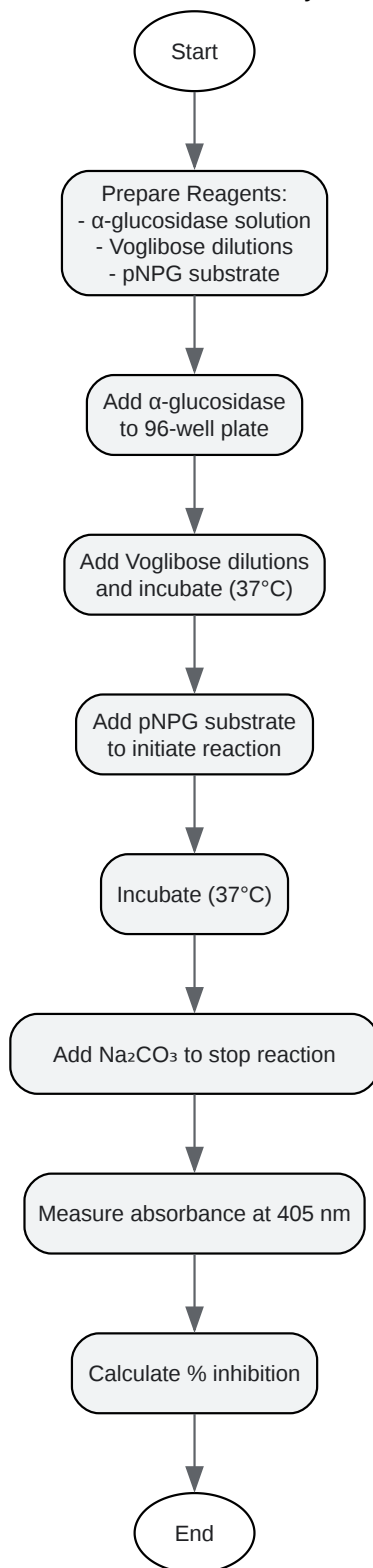 Start
Prepare Reagents:
- α-glucosidase solution
- Voglibose dilutions
- pNPG substrate
Add α-glucosidase
to 96-well plate
Add Voglibose dilutions
and incubate (37°C)
Add pNPG substrate
to initiate reaction
Incubate (37°C)
Add Na₂CO₃ to stop reaction
Measure absorbance at 405 nm
Calculate % inhibition
End